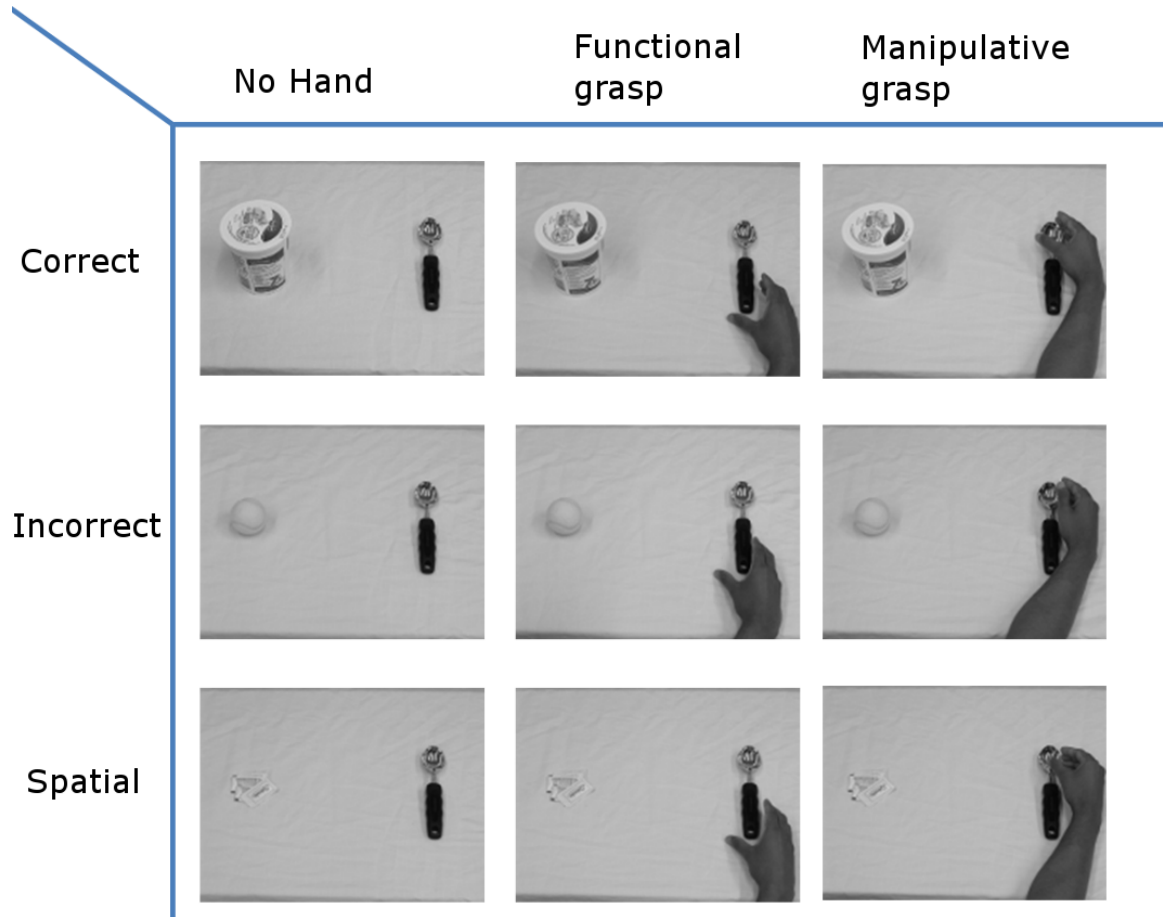 No Hand
Functional
grasp
Manipulative
grasp
Correct
Incorrect
Spatial